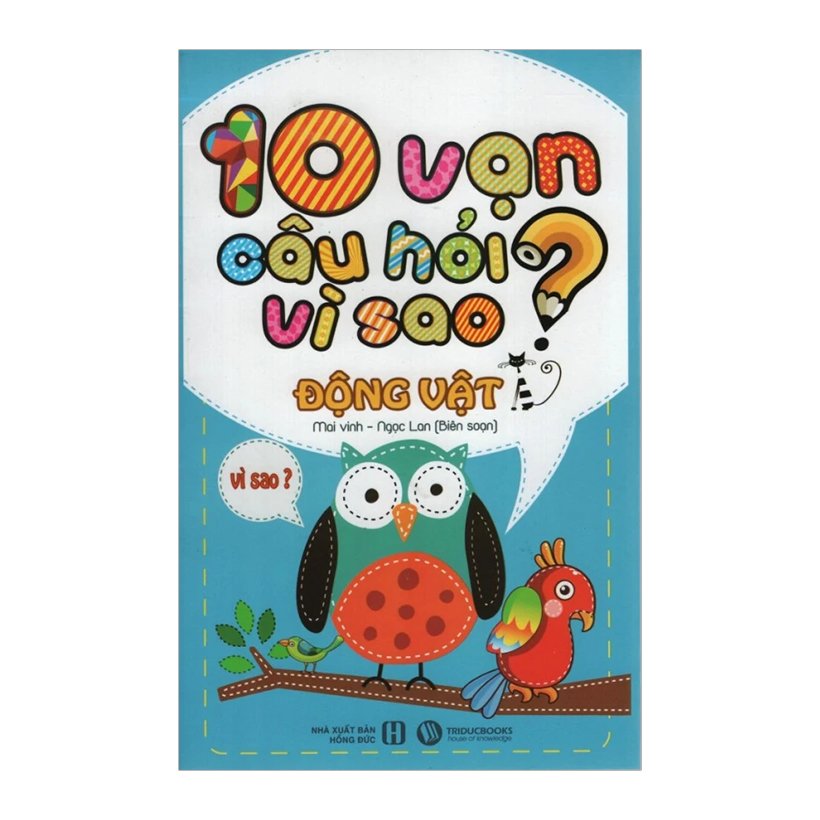 10 vạn
câu hỏi
vì sao?
ĐỘNG VẬT
Mai vinh - Ngọc Lan (Biên soạn)
vì sao?
NHÀ XUẤT BẢN
HỒNG ĐỨC
H
TRIDUCBOOKS
house of knowledge